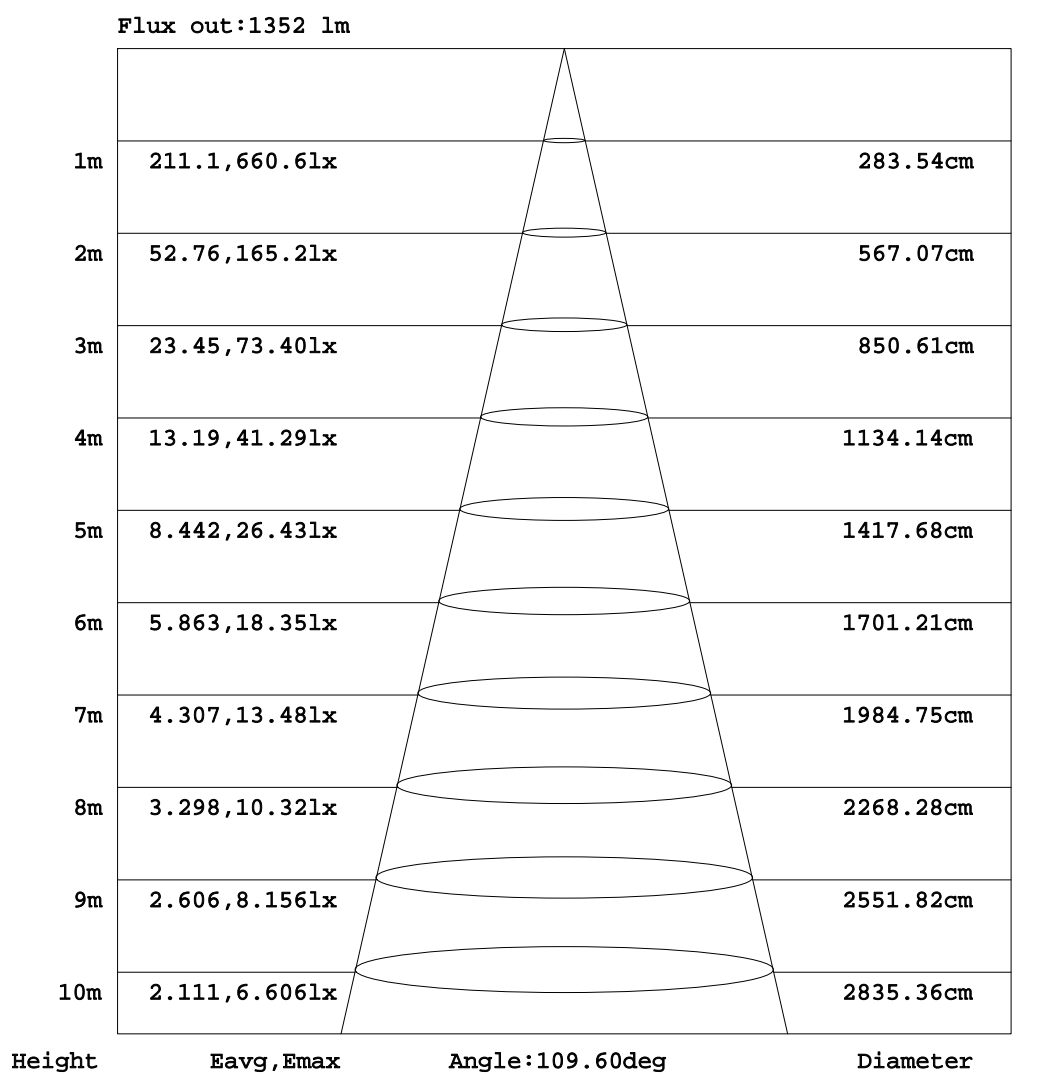 Flux out:1352 lm
1m 211.1,660.6lx 283.54cm
2m 52.76,165.2lx 567.07cm
3m 23.45,73.40lx 850.61cm
4m 13.19,41.29lx 1134.14cm
5m 8.442,26.43lx 1417.68cm
6m 5.863,18.35lx 1701.21cm
7m 4.307,13.48lx 1984.75cm
8m 3.298,10.32lx 2268.28cm
9m 2.606,8.156lx 2551.82cm
10m 2.111,6.606lx 2835.36cm
Height Eavg,Emax Angle:109.60deg Diameter